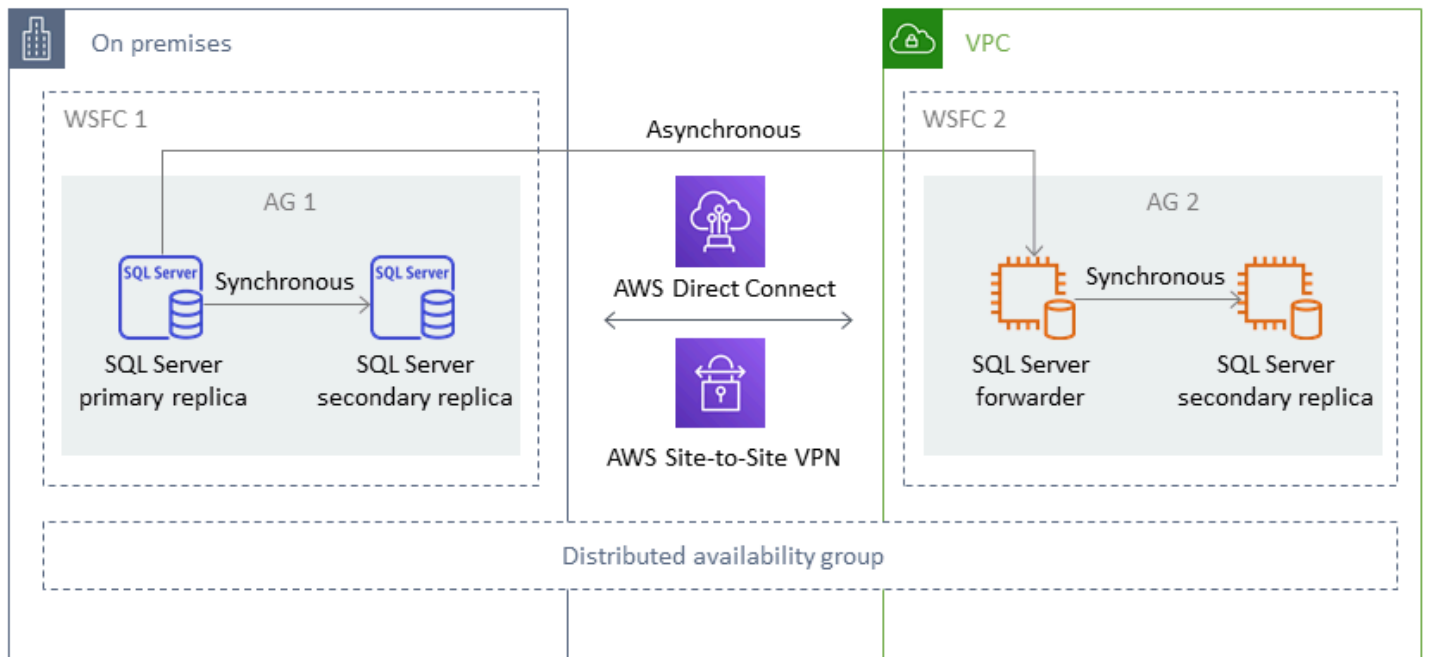 On premises
VPC
WSFC 1
Asynchronous
WSFC 2
AG 1
AG 2
SQL Server
Synchronous
SQL Server
Synchronous
AWS Direct Connect
SQL Server
primary replica
SQL Server
secondary replica
SQL Server
forwarder
SQL Server
secondary replica
AWS Site-to-Site VPN
Distributed availability group